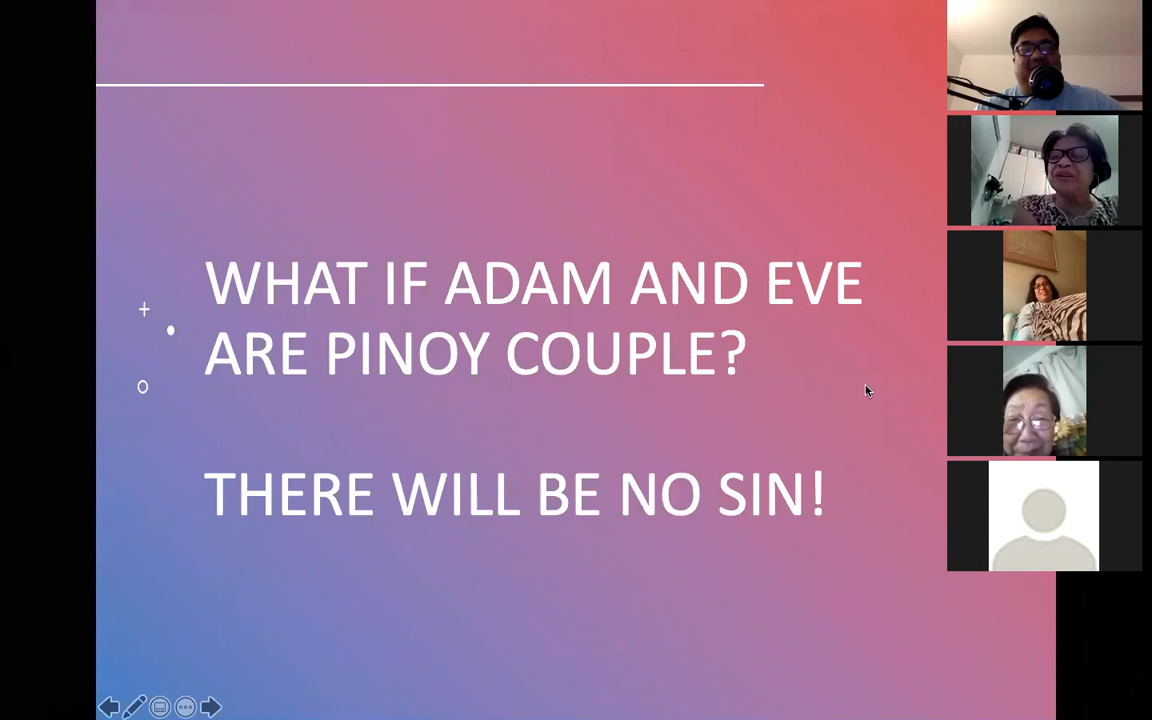 WHAT IF ADAM AND EVE
ARE PINOY COUPLE?
THERE WILL BE NO SIN!